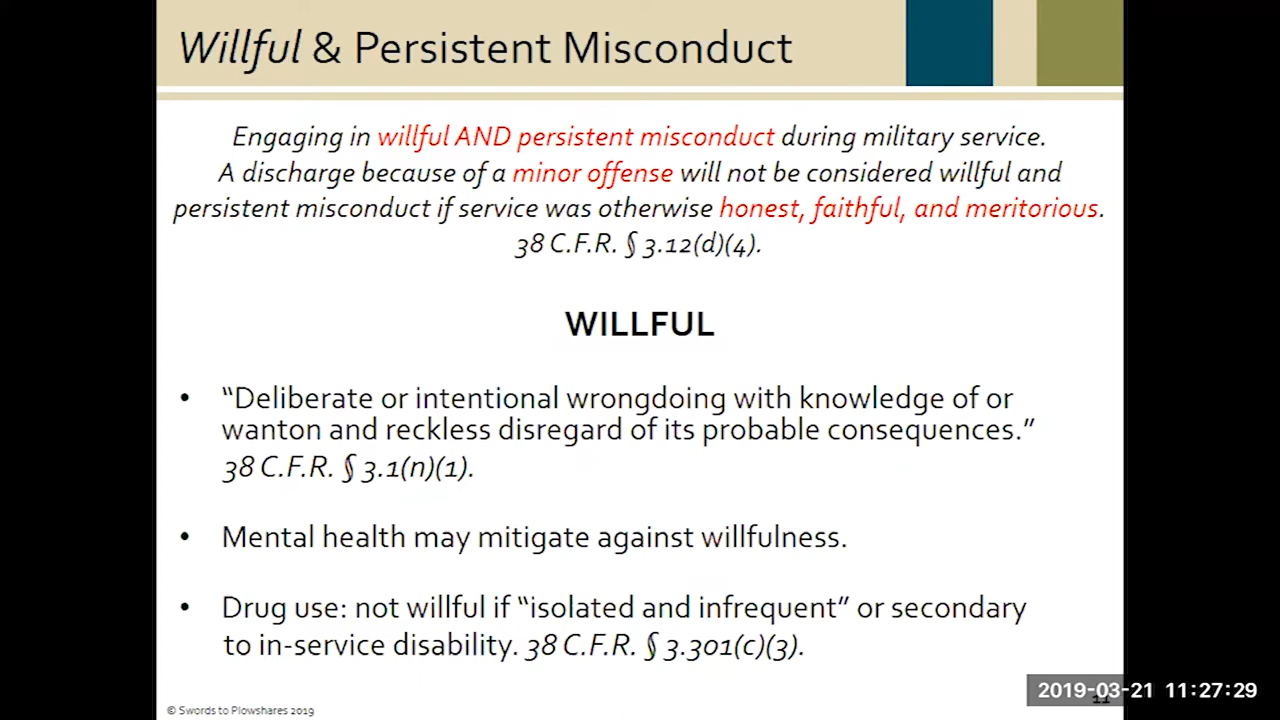 Willful & Persistent Misconduct
Engaging in willful AND persistent misconduct during military service.
A discharge because of a minor offense will not be considered willful and
persistent misconduct if service was otherwise honest, faithful, and meritorious.
38 C.F.R. § 3.12(d)(4).
WILLFUL
• “Deliberate or intentional wrongdoing with knowledge of or
wanton and reckless disregard of its probable consequences.”
38 C.F.R. § 3.1(n)(1).
• Mental health may mitigate against willfulness.
• Drug use: not willful if “isolated and infrequent” or secondary
to in-service disability. 38 C.F.R. § 3.301(c)(3).
2019-03-21 11:27:29
11
© Swords to Plowshares 2019